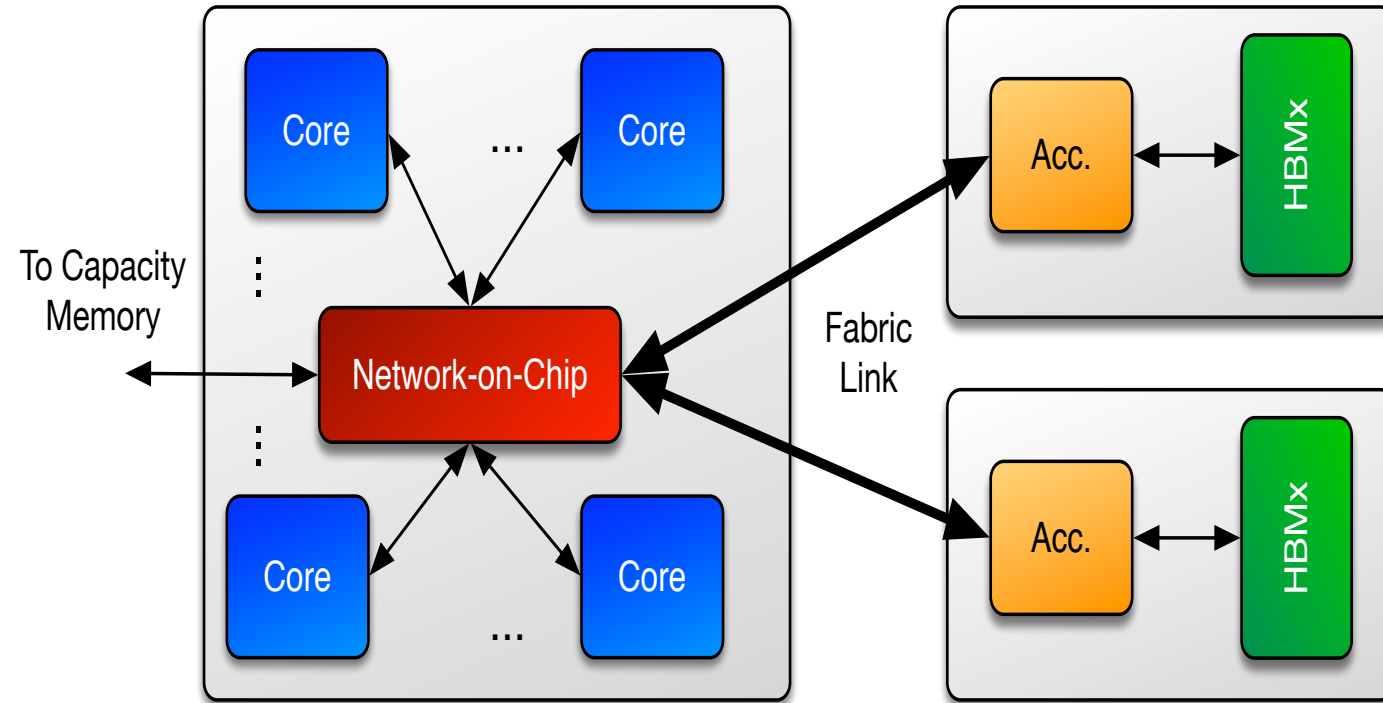 Core
...
Core
Acc.
HBMx
To Capacity
Memory
...
Network-on-Chip
Fabric
Link
...
Core
...
Core
Acc.
HBMx